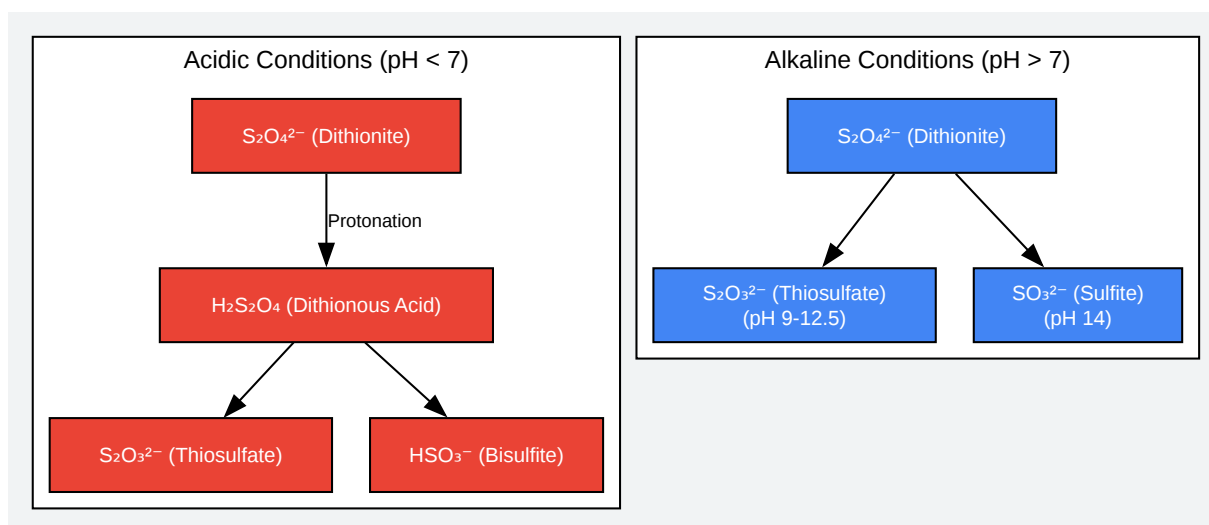 Acidic Conditions (pH < 7)
S₂O₄²⁻ (Dithionite)
Protonation
H₂S₂O₄ (Dithionous Acid)
S₂O₃²⁻ (Thiosulfate)
HSO₃⁻ (Bisulfite)
Alkaline Conditions (pH > 7)
S₂O₄²⁻ (Dithionite)
S₂O₃²⁻ (Thiosulfate)
(pH 9-12.5)
SO₃²⁻ (Sulfite)
(pH 14)